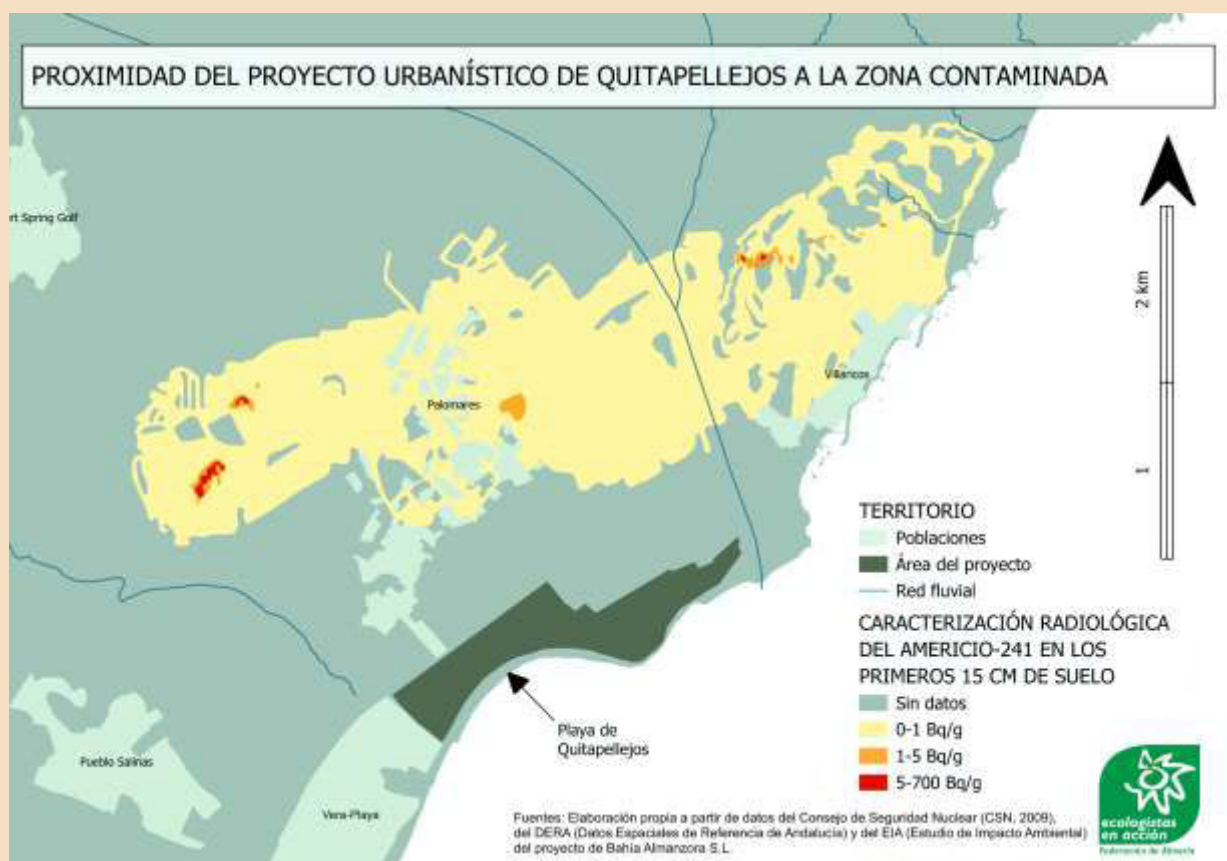 PROXIMIDAD DEL PROYECTO URBANÍSTICO DE QUITAPELLEJOS A LA ZONA CONTAMINADA
rt Spring Golf
2 km
Villaricos
Palomares
1
TERRITORIO
Poblaciones
Área del proyecto
Red fluvial
CARACTERIZACIÓN RADIOLÓGICA
DEL AMERICIO-241 EN LOS
PRIMEROS 15 CM DE SUELO
Sin datos
0-1 Bq/g
1-5 Bq/g
5-700 Bq/g
Playa de
Quitapellejos
Pueblo Salinas
Vera-Playa
Fuentes: Elaboración propia a partir de datos del Consejo de Seguridad Nuclear (CSN, 2009),
del DERA (Datos Espaciales de Referencia de Andalucía) y del EIA (Estudio de Impacto Ambiental)
del proyecto de Bahía Almanzora S.L.
ecologistas
en acción
Federación de Almería